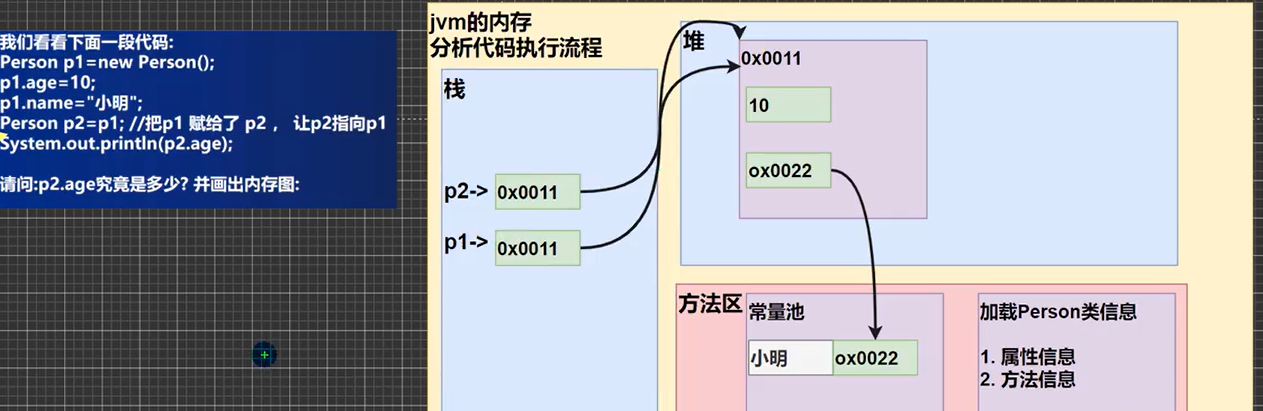 我们看看下面一段代码:
Person p1=new Person();
p1.age=10;
p1.name="小明";
Person p2=p1; //把p1 赋给了 p2 ， 让p2指向p1
System.out.println(p2.age);
请问:p2.age究竟是多少? 并画出内存图:
jvm的内存
分析代码执行流程
栈
p2-> 0x0011
p1-> 0x0011
堆
0x0011
10
ox0022
方法区
常量池
小明 ox0022
加载Person类信息
1. 属性信息
2. 方法信息